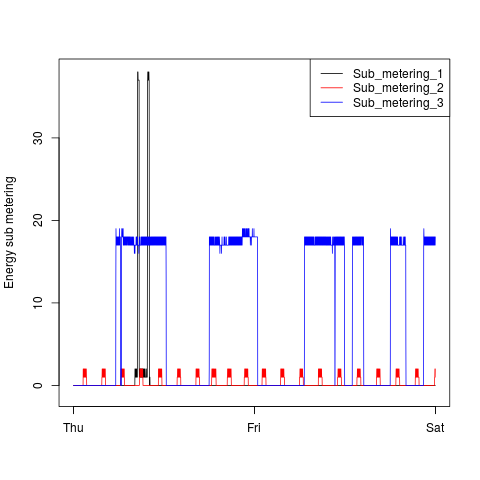 Sub_metering_1
Sub_metering_2
Sub_metering_3
Energy sub metering
30
20
10
0
Thu Fri Sat